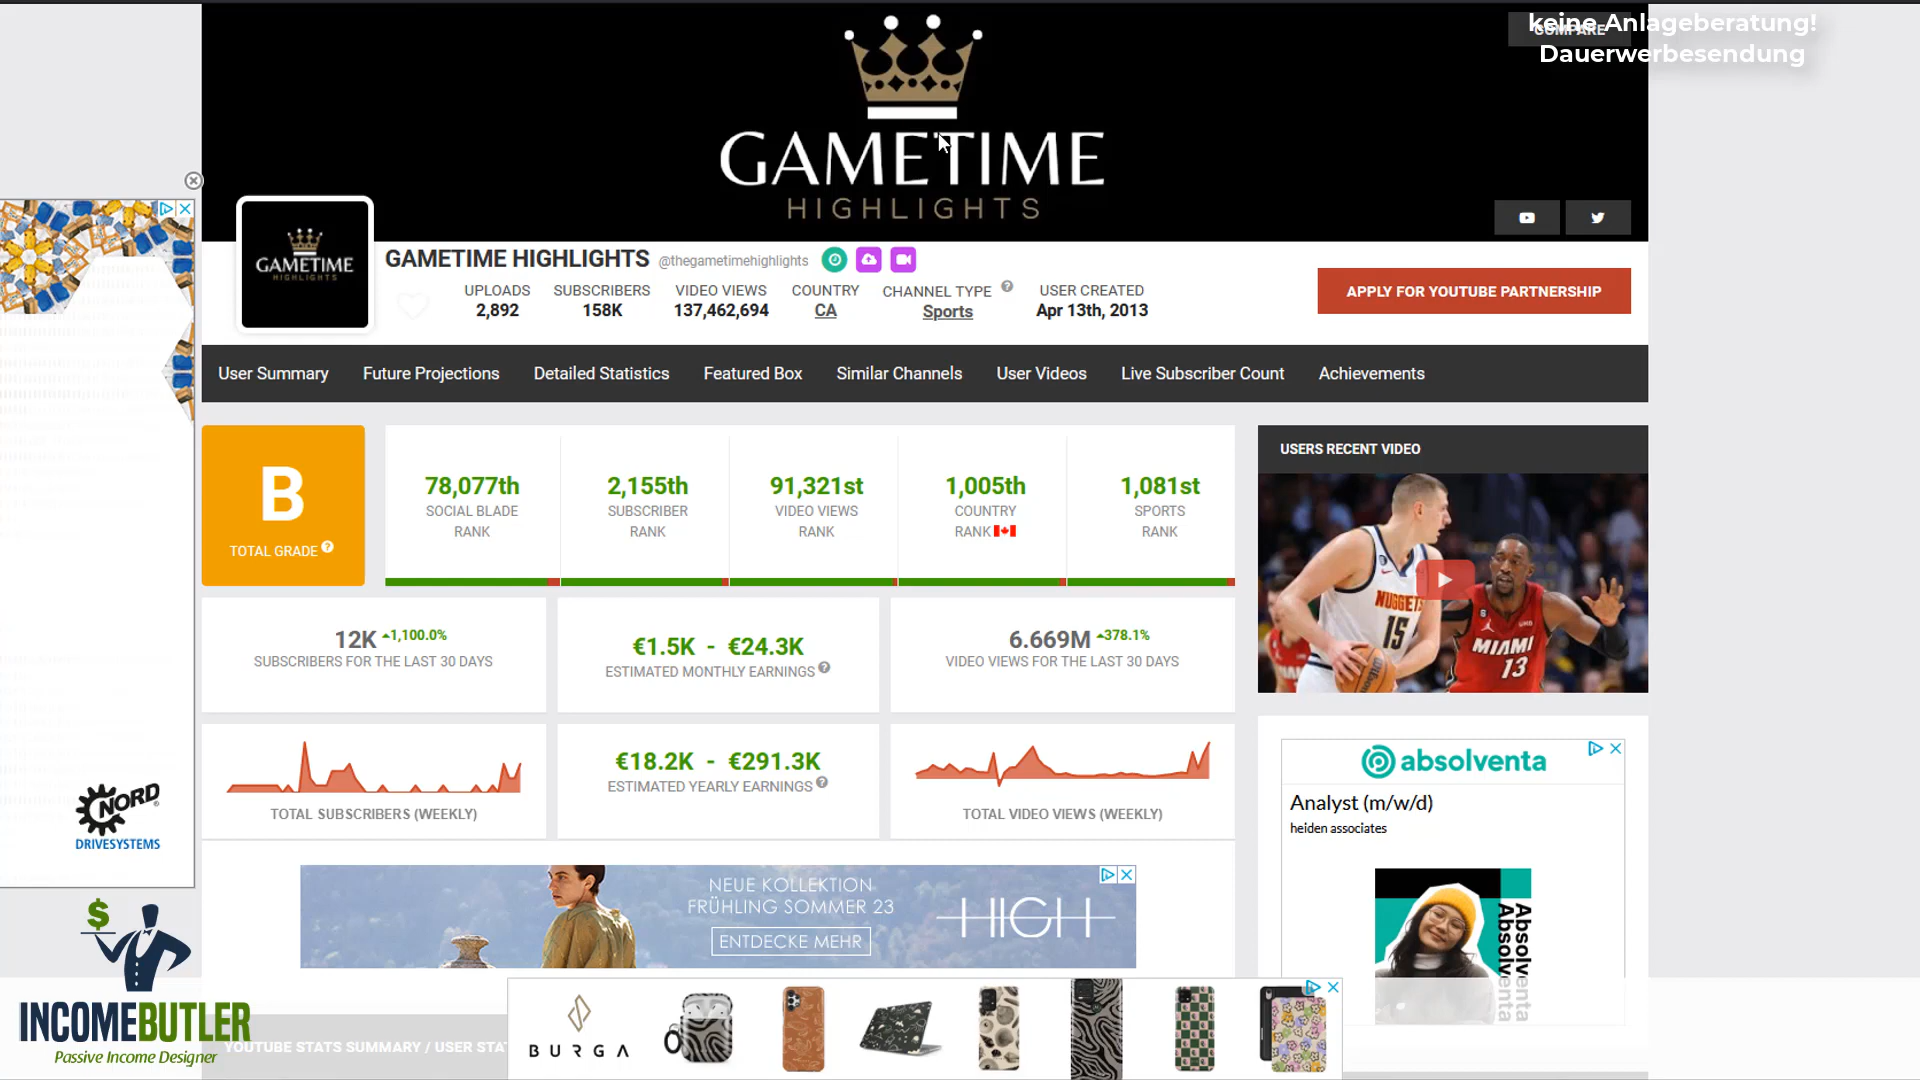 keine Anlageberatung!
COMPARE
Dauerwerbesendung
GAMETIME
HIGHLIGHTS
GAMETIME
HIGHLIGHTS
GAMETIME HIGHLIGHTS @thegametimehighlights
UPLOADS SUBSCRIBERS VIDEO VIEWS COUNTRY CHANNEL TYPE USER CREATED
2,892 158K 137,462,694 CA Sports Apr 13th, 2013
APPLY FOR YOUTUBE PARTNERSHIP
User Summary Future Projections Detailed Statistics Featured Box Similar Channels User Videos Live Subscriber Count Achievements
B
TOTAL GRADE
78,077th
SOCIAL BLADE
RANK
2,155th
SUBSCRIBER
RANK
91,321st
VIDEO VIEWS
RANK
1,005th
COUNTRY
RANK
1,081st
SPORTS
RANK
USERS RECENT VIDEO
NUGGETS
15
MIAMI
13
12K 1,100.0%
SUBSCRIBERS FOR THE LAST 30 DAYS
€1.5K - €24.3K
ESTIMATED MONTHLY EARNINGS
6.669M 378.1%
VIDEO VIEWS FOR THE LAST 30 DAYS
TOTAL SUBSCRIBERS (WEEKLY)
€18.2K - €291.3K
ESTIMATED YEARLY EARNINGS
TOTAL VIDEO VIEWS (WEEKLY)
absolventa
Analyst (m/w/d)
heiden associates
Absolventa
Absolventa
NORD
DRIVESYSTEMS
NEUE KOLLEKTION
FRÜHLING SOMMER 23
ENTDECKE MEHR
HIGH
BURGA
INCOMEBUTLER
Passive Income Designer
YOUTUBE STATS SUMMARY / USER STA